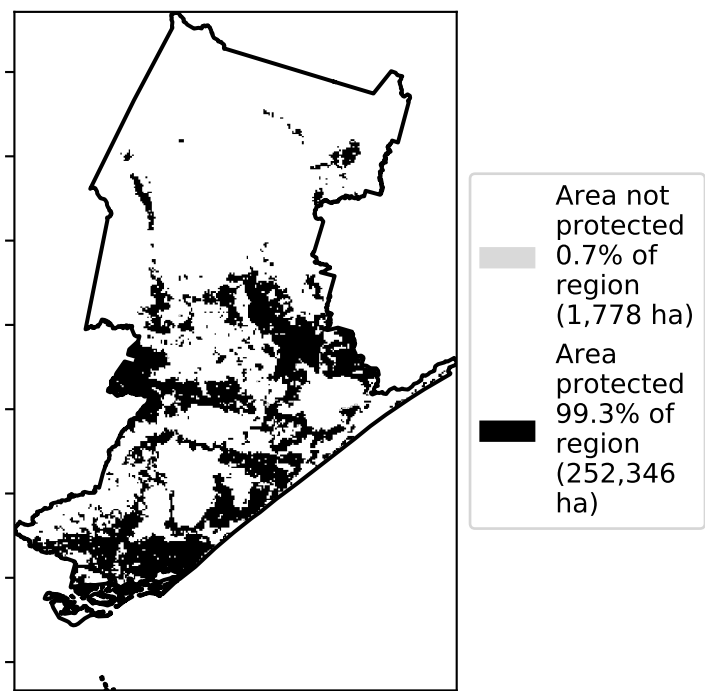 Area not
protected
0.7% of
region
(1,778 ha)
Area
protected
99.3% of
region
(252,346
ha)